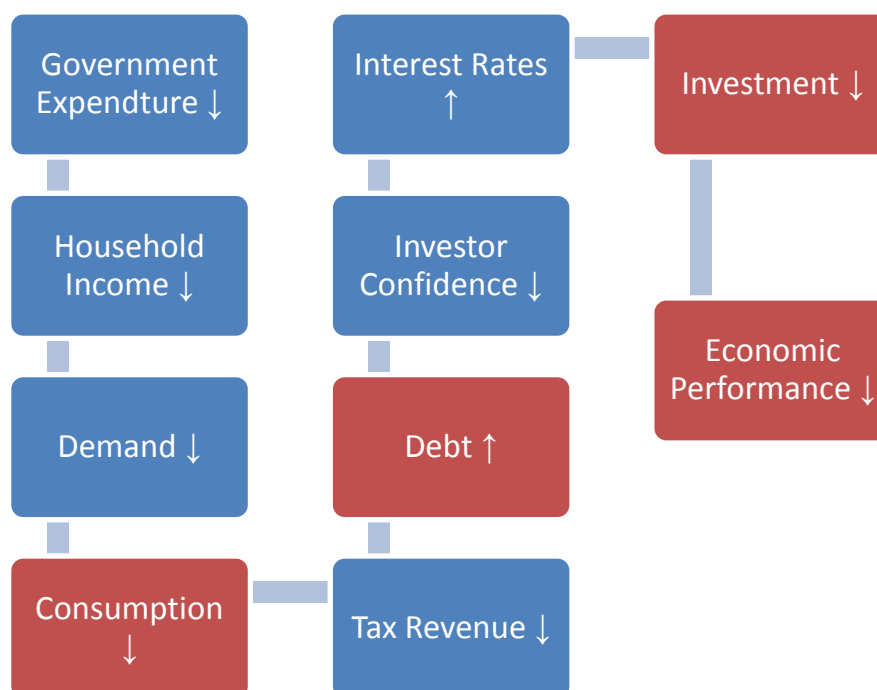 Government
Expendture ↓
Household
Income ↓
Demand ↓
Consumption
↓
Tax Revenue ↓
Debt ↑
Investor
Confidence ↓
Interest Rates
↑
Investment ↓
Economic
Performance ↓